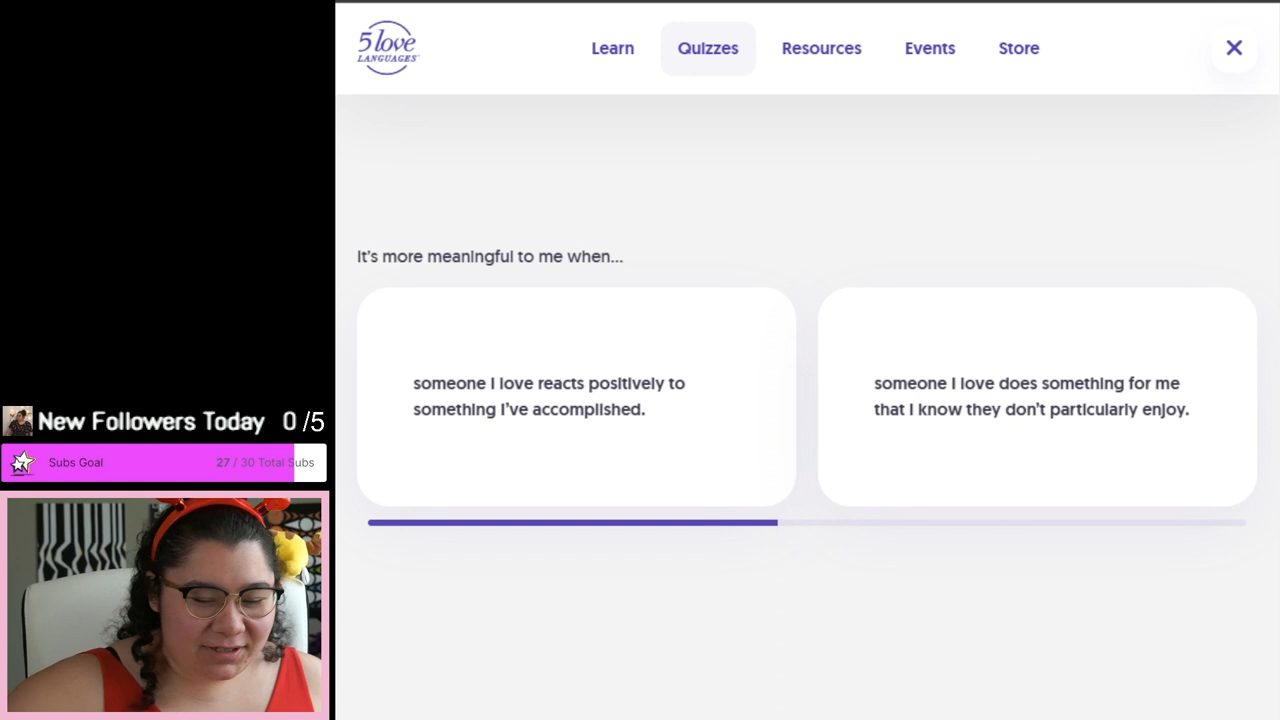 5 love
LANGUAGES
Learn
Quizzes
Resources
Events
Store
It's more meaningful to me when...
someone I love reacts positively to
something I've accomplished.
someone I love does something for me
that I know they don't particularly enjoy.
New Followers Today 0 /5
Subs Goal
27 / 30 Total Subs